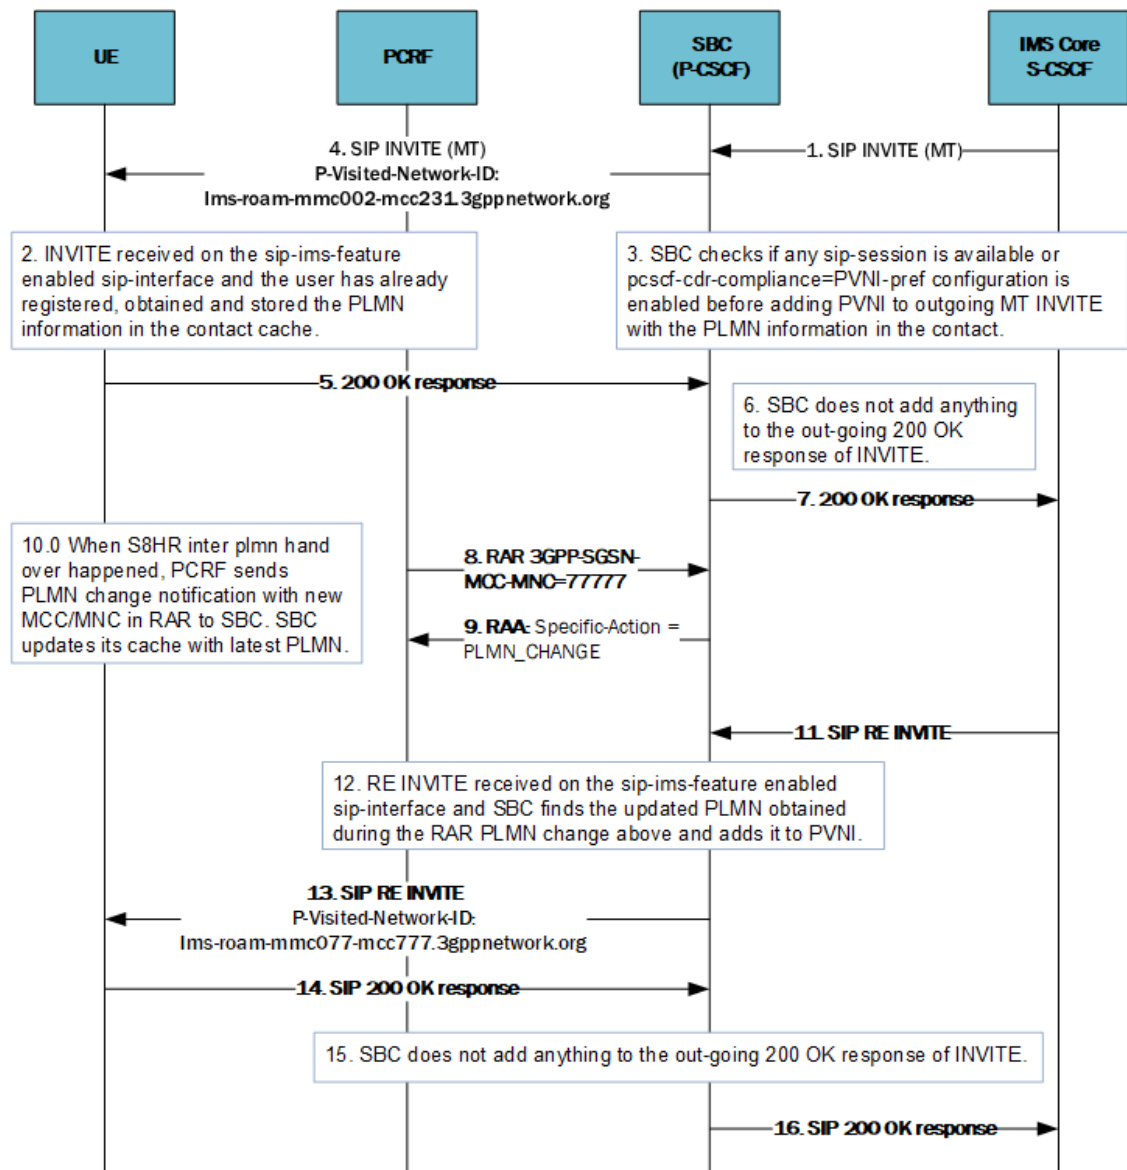 UE
PCRF
SBC
(P-CSCF)
IMS Core
S-CSCF
4. SIP INVITE (MT)
P-Visited-Network-ID:
Ims-roam-mmc002-mcc231.3gppnetwork.org
1. SIP INVITE (MT)
2. INVITE received on the sip-ims-feature
enabled sip-interface and the user has already
registered, obtained and stored the PLMN
information in the contact cache.
3. SBC checks if any sip-session is available or
pcscf-cdr-compliance=PVNI-pref configuration is
enabled before adding PVNI to outgoing MT INVITE
with the PLMN information in the contact.
5. 200 OK response
6. SBC does not add anything
to the out-going 200 OK
response of INVITE.
7. 200 OK response
10.0 When S8HR inter plmn hand
over happened, PCRF sends
PLMN change notification with new
MCC/MNC in RAR to SBC. SBC
updates its cache with latest PLMN.
8. RAR 3GPP-SGSN-
MCC-MNC=77777
9. RAA: Specific-Action =
PLMN_CHANGE
11. SIP RE INVITE
12. RE INVITE received on the sip-ims-feature enabled
sip-interface and SBC finds the updated PLMN obtained
during the RAR PLMN change above and adds it to PVNI.
13. SIP RE INVITE
P-Visited-Network-ID:
Ims-roam-mmc077-mcc777.3gppnetwork.org
14. SIP 200 OK response
15. SBC does not add anything to the out-going 200 OK response of INVITE.
16. SIP 200 OK response